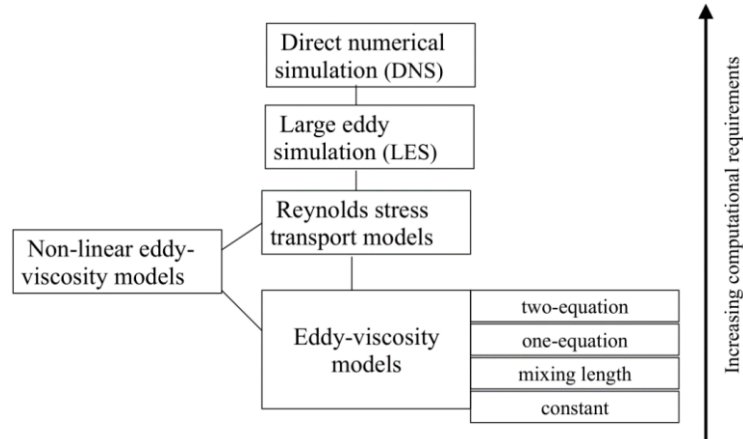 Direct numerical
simulation (DNS)
Large eddy
simulation (LES)
Reynolds stress
transport models
Non-linear eddy-
viscosity models
Eddy-viscosity
models
two-equation
one-equation
mixing length
constant
Increasing computational requirements